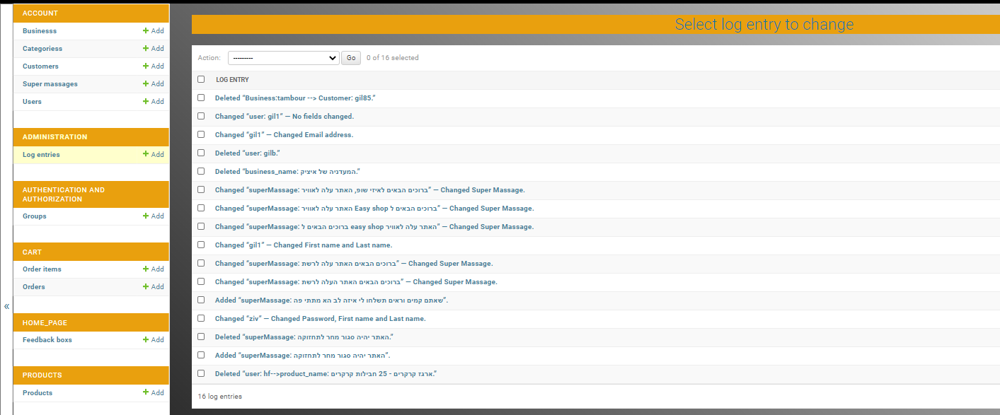 ACCOUNT
Businesss + Add
Categoriess + Add
Customers + Add
Super massages + Add
Users + Add
ADMINISTRATION
Log entries + Add
AUTHENTICATION AND
AUTHORIZATION
Groups + Add
CART
Order items + Add
Orders + Add
HOME_PAGE
Feedback boxs + Add
PRODUCTS
Products + Add
«
Select log entry to change
Action: --------- Go 0 of 16 selected
LOG ENTRY
Deleted “Business:tambour --> Customer: gil85.”
Changed “user: gil1” — No fields changed.
Changed “gil1” — Changed Email address.
Deleted “user: gilb.”
Deleted “business_name: המעדניה של איציק.”
Changed “superMassage: ברוכים הבאים לאיזי שופ, האתר עלה לאוויר” — Changed Super Massage.
Changed “superMassage: ברוכים הבאים ל Easy shop האתר עלה לאוויר” — Changed Super Massage.
Changed “superMassage: ברוכים הבאים ל easy shop האתר עלה לאוויר” — Changed Super Massage.
Changed “gil1” — Changed First name and Last name.
Changed “superMassage: ברוכים הבאים האתר עלה לרשת” — Changed Super Massage.
Changed “superMassage: ברוכים הבאים האתר העלה לרשת” — Changed Super Massage.
Added “superMassage: שאתם קמים וראים תשלחו לי איזה לב הא מתתי פה”.
Changed “ziv” — Changed Password, First name and Last name.
Deleted “superMassage: האתר יהיה סגור מחר לתחזוקה.”
Added “superMassage: האתר יהיה סגור מחר לתחזוקה”.
Deleted “user: hf-->product_name: ארגז קרקרים - 25 חבילות קרקרים.”
16 log entries